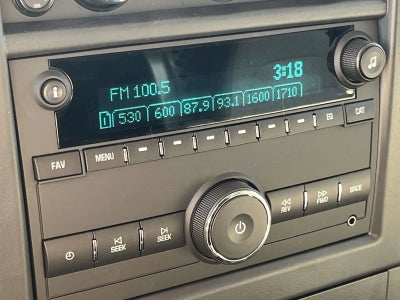 3:18
FM 100.5
1 530 600 87.9 93.1 1600 1710
FAV MENU EQ CAT
SEEK SEEK REV FWD BACK